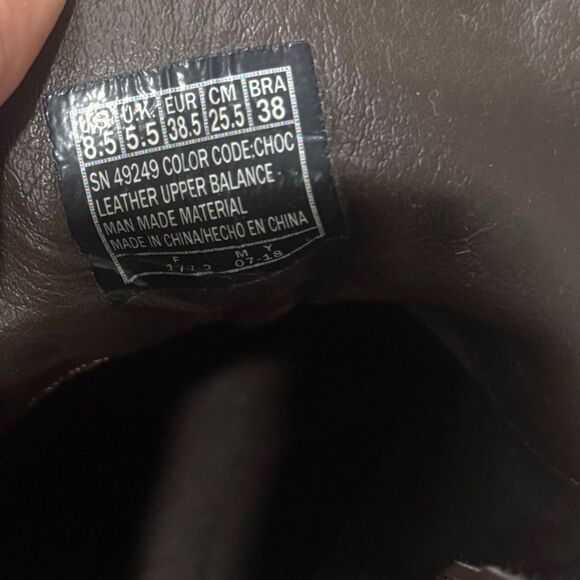 US UK EUR CM BRA
8.5 5.5 38.5 25.5 38
SN 49249 COLOR CODE:CHOC
LEATHER UPPER BALANCE
MAN MADE MATERIAL
MADE IN CHINA/HECHO EN CHINA
F M Y
07-18